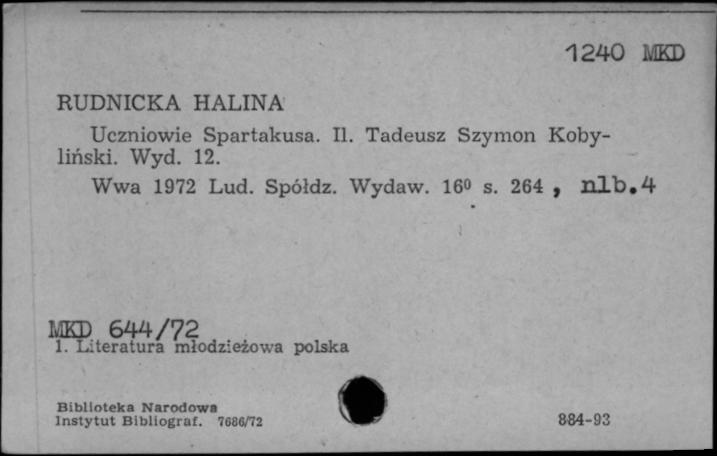 1240 MKD
RUDNICKA HALINA
Uczniowie Spartakusa. Il. Tadeusz Szymon Koby-
liński. Wyd. 12.
Wwa 1972 Lud. Spółdz. Wydaw. 16⁰ s. 264, nlb.4
MKD 644/72
1. Literatura młodzieżowa polska
Biblioteka Narodowa
Instytut Bibliograf. 7686/72
884-93